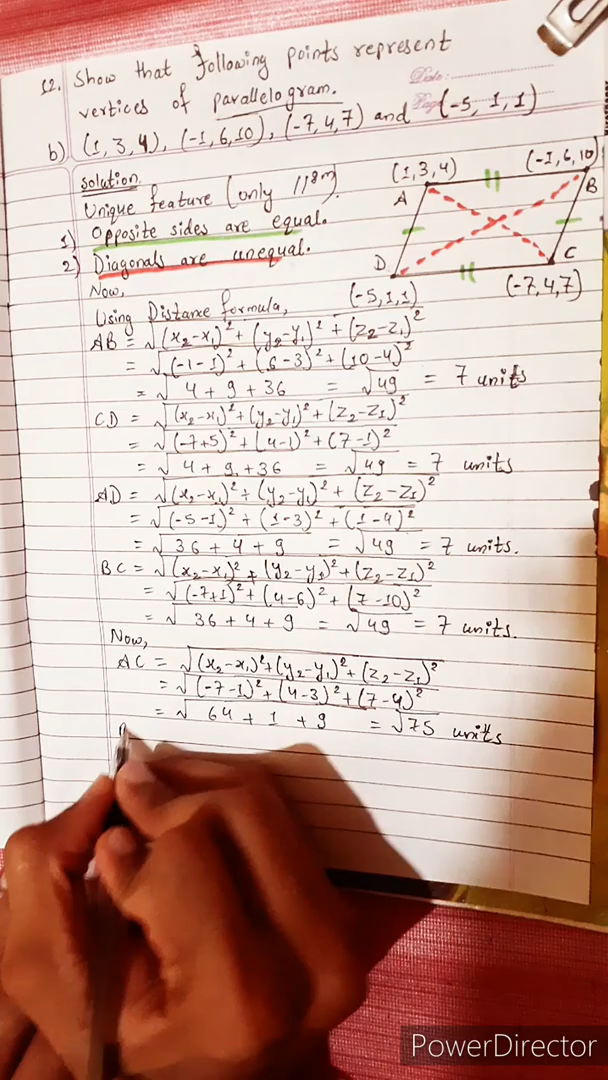 12. Show that following points represent
vertices of parallelogram.
Date:
Page:
b) (1, 3, 4), (-1, 6, 10), (-7, 4, 7) and (-5, 1, 1)
solution.
Unique feature (only ||gm).
1) Opposite sides are equal.
2) Diagonals are unequal.
(1, 3, 4)
(-1, 6, 10)
A
B
D
C
(-5, 1, 1)
(-7, 4, 7)
Now,
Using Distance formula,
AB = √(x₂-x₁)² + (y₂-y₁)² + (z₂-z₁)²
= √(-1-1)² + (6-3)² + (10-4)²
= √4 + 9 + 36 = √49 = 7 units
CD = √(x₂-x₁)² + (y₂-y₁)² + (z₂-z₁)²
= √(-7+5)² + (4-1)² + (7-1)²
= √4 + 9 + 36 = √49 = 7 units
AD = √(x₂-x₁)² + (y₂-y₁)² + (z₂-z₁)²
= √(-5-1)² + (1-3)² + (1-4)²
= √36 + 4 + 9 = √49 = 7 units.
BC = √(x₂-x₁)² + (y₂-y₁)² + (z₂-z₁)²
= √(-7+1)² + (4-6)² + (7-10)²
= √36 + 4 + 9 = √49 = 7 units.
Now,
AC = √(x₂-x₁)² + (y₂-y₁)² + (z₂-z₁)²
= √(-7-1)² + (4-3)² + (7-4)²
= √64 + 1 + 9 = √75 units
PowerDirector